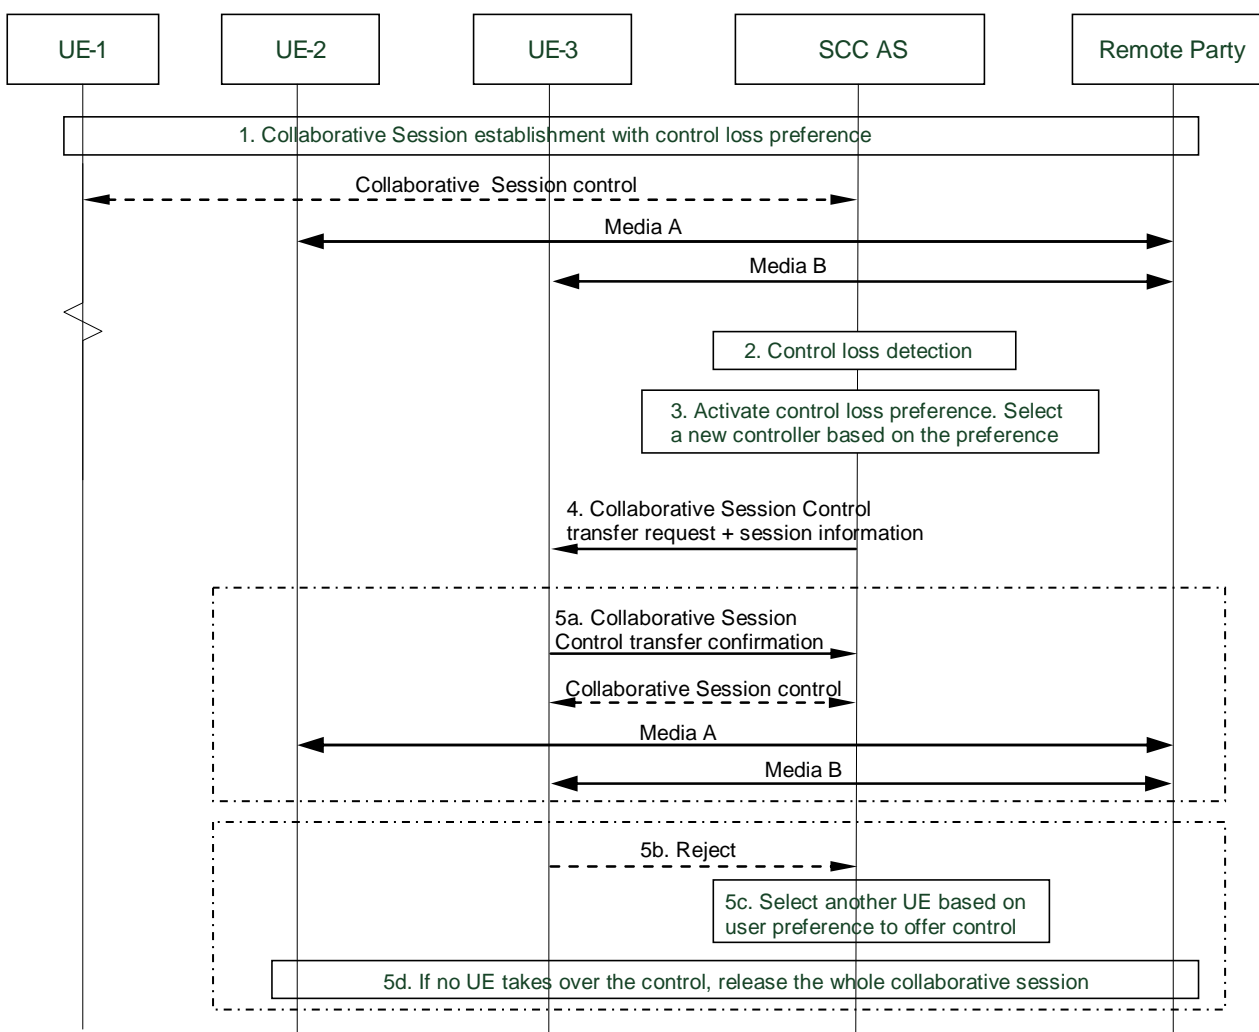 UE-1
UE-2
UE-3
SCC AS
Remote Party
1. Collaborative Session establishment with control loss preference
Collaborative Session control
Media A
Media B
2. Control loss detection
3. Activate control loss preference. Select
a new controller based on the preference
4. Collaborative Session Control
transfer request + session information
5a. Collaborative Session
Control transfer confirmation
Collaborative Session control
Media A
Media B
5b. Reject
5c. Select another UE based on
user preference to offer control
5d. If no UE takes over the control, release the whole collaborative session